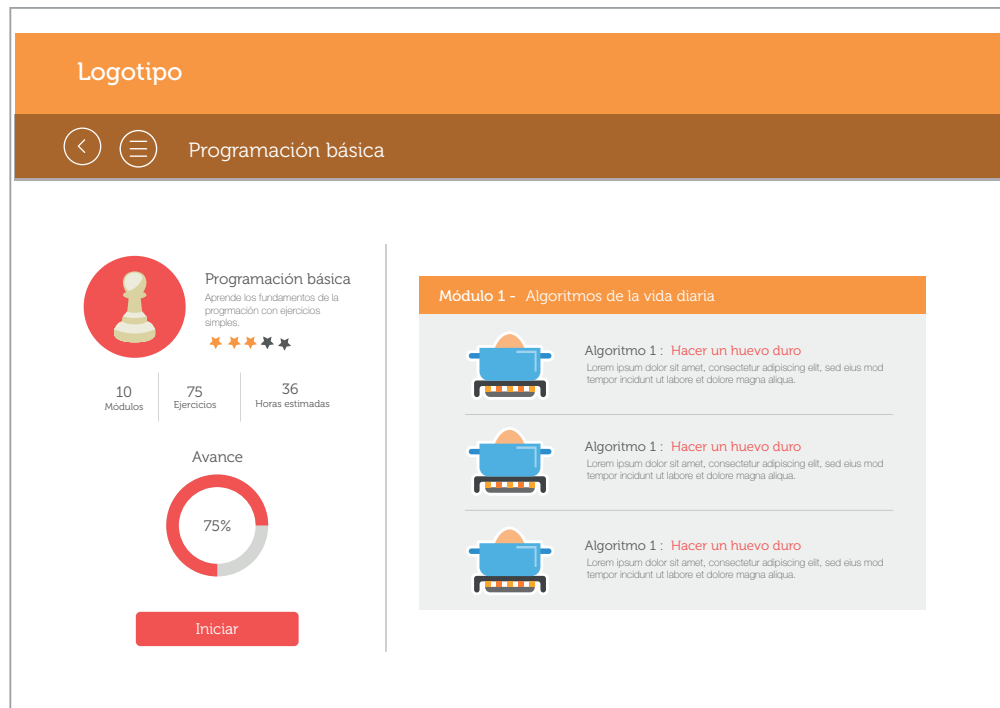 Logotipo
Programación básica
Programación básica
Aprende los fundamentos de la
progrmación con ejercicios
simples.
10
Módulos
75
Ejercicios
36
Horas estimadas
Avance
75%
Iniciar
Módulo 1 - Algoritmos de la vida diaria
Algoritmo 1 : Hacer un huevo duro
Lorem ipsum dolor sit amet, consectetur adipiscing elit, sed eius mod
tempor incidunt ut labore et dolore magna aliqua.
Algoritmo 1 : Hacer un huevo duro
Lorem ipsum dolor sit amet, consectetur adipiscing elit, sed eius mod
tempor incidunt ut labore et dolore magna aliqua.
Algoritmo 1 : Hacer un huevo duro
Lorem ipsum dolor sit amet, consectetur adipiscing elit, sed eius mod
tempor incidunt ut labore et dolore magna aliqua.